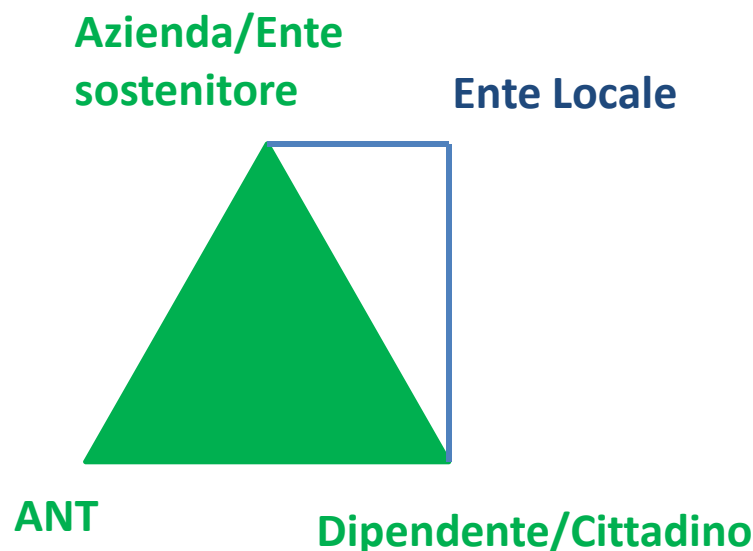 Azienda/Ente
sostenitore
Ente Locale
ANT
Dipendente/Cittadino